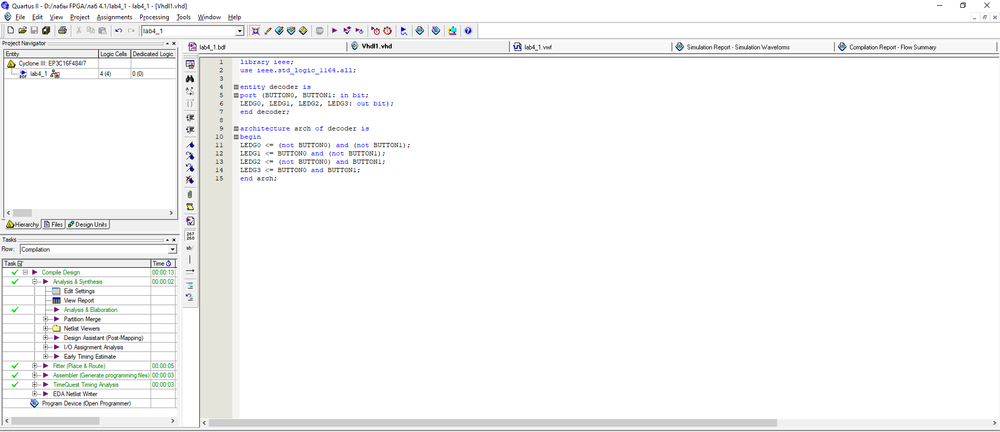 Quartus II - D:/лабы FPGA/лаб 4.1/lab4_1 - lab4_1 - [Vhdl1.vhd]
File Edit View Project Assignments Processing Tools Window Help
lab4_1
STOP
Project Navigator
Entity Logic Cells Dedicated Logic
Cyclone III: EP3C16F484I7
lab4_1 4 (4) 0 (0)
Hierarchy Files Design Units
Tasks
Flow: Compilation
Task Time
Compile Design 00:00:13
Analysis & Synthesis 00:00:02
Edit Settings
View Report
Analysis & Elaboration
Partition Merge
Netlist Viewers
Design Assistant (Post-Mapping)
I/O Assignment Analysis
Early Timing Estimate
Fitter (Place & Route) 00:00:05
Assembler (Generate programming files) 00:00:03
TimeQuest Timing Analysis 00:00:03
EDA Netlist Writer
Program Device (Open Programmer)
lab4_1.bdf Vhdl1.vhd lab4_1.vwf Simulation Report - Simulation Waveforms Compilation Report - Flow Summary
267
268
ab/
1 library ieee;
2 use ieee.std_logic_1164.all;
3
4 entity decoder is
5 port (BUTTON0, BUTTON1: in bit;
6 LEDG0, LEDG1, LEDG2, LEDG3: out bit);
7 end decoder;
8
9 architecture arch of decoder is
10 begin
11 LEDG0 <= (not BUTTON0) and (not BUTTON1);
12 LEDG1 <= BUTTON0 and (not BUTTON1);
13 LEDG2 <= (not BUTTON0) and BUTTON1;
14 LEDG3 <= BUTTON0 and BUTTON1;
15 end arch;